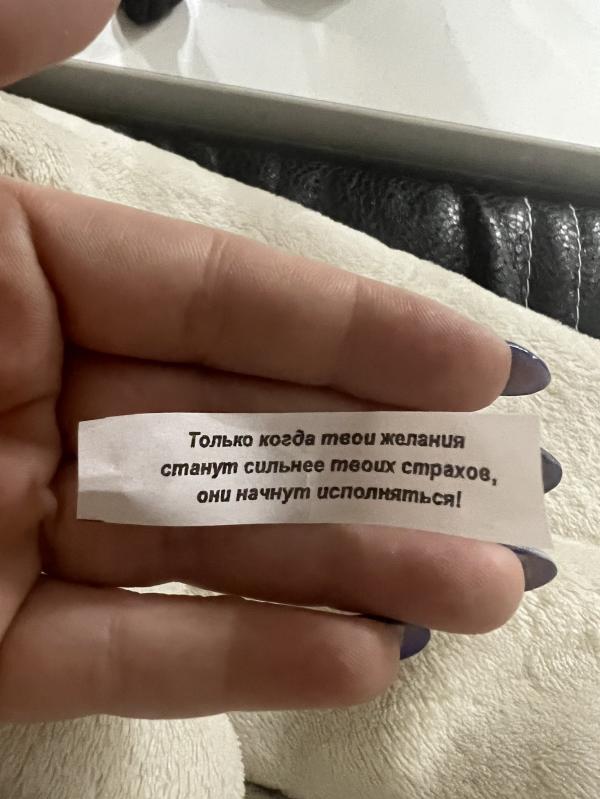 Только когда твои желания
станут сильнее твоих страхов,
они начнут исполняться!